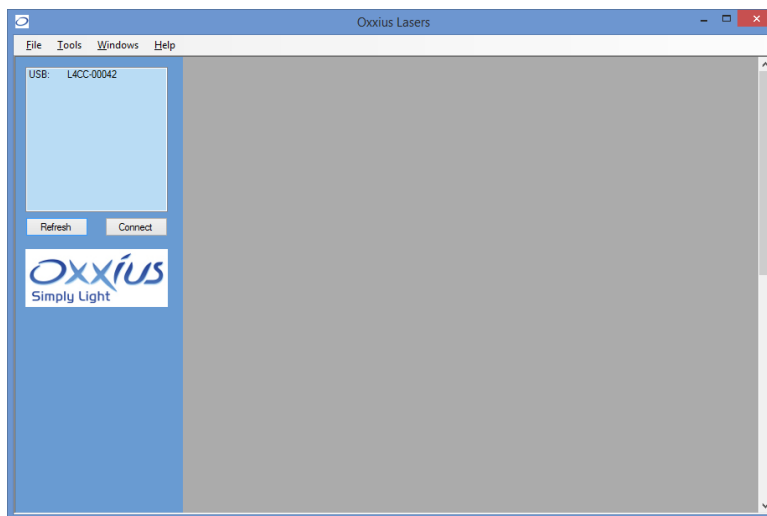 Oxxius Lasers
File Tools Windows Help
USB: L4CC-00042
Refresh Connect
Oxxius
Simply Light